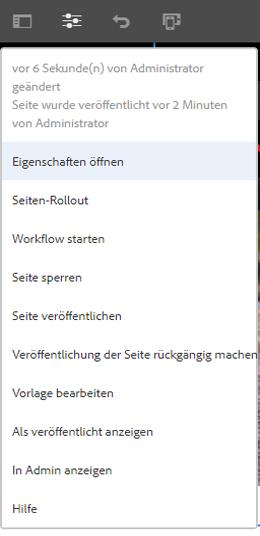 vor 6 Sekunde(n) von Administrator
geändert
Seite wurde veröffentlicht vor 2 Minuten
von Administrator
Eigenschaften öffnen
Seiten-Rollout
Workflow starten
Seite sperren
Seite veröffentlichen
Veröffentlichung der Seite rückgängig machen
Vorlage bearbeiten
Als veröffentlicht anzeigen
In Admin anzeigen
Hilfe